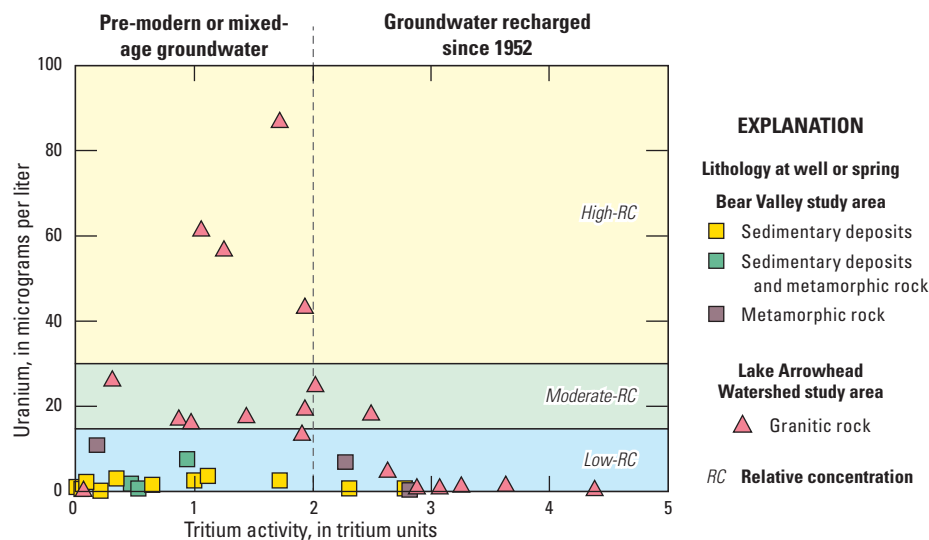 Pre-modern or mixed-
age groundwater
Groundwater recharged
since 1952
100
80
60
40
30
20
10
0
Uranium, in micrograms per liter
High-RC
Moderate-RC
Low-RC
0
1
2
3
4
5
Tritium activity, in tritium units
EXPLANATION
Lithology at well or spring
Bear Valley study area
Sedimentary deposits
Sedimentary deposits
and metamorphic rock
Metamorphic rock
Lake Arrowhead
Watershed study area
Granitic rock
RC Relative concentration